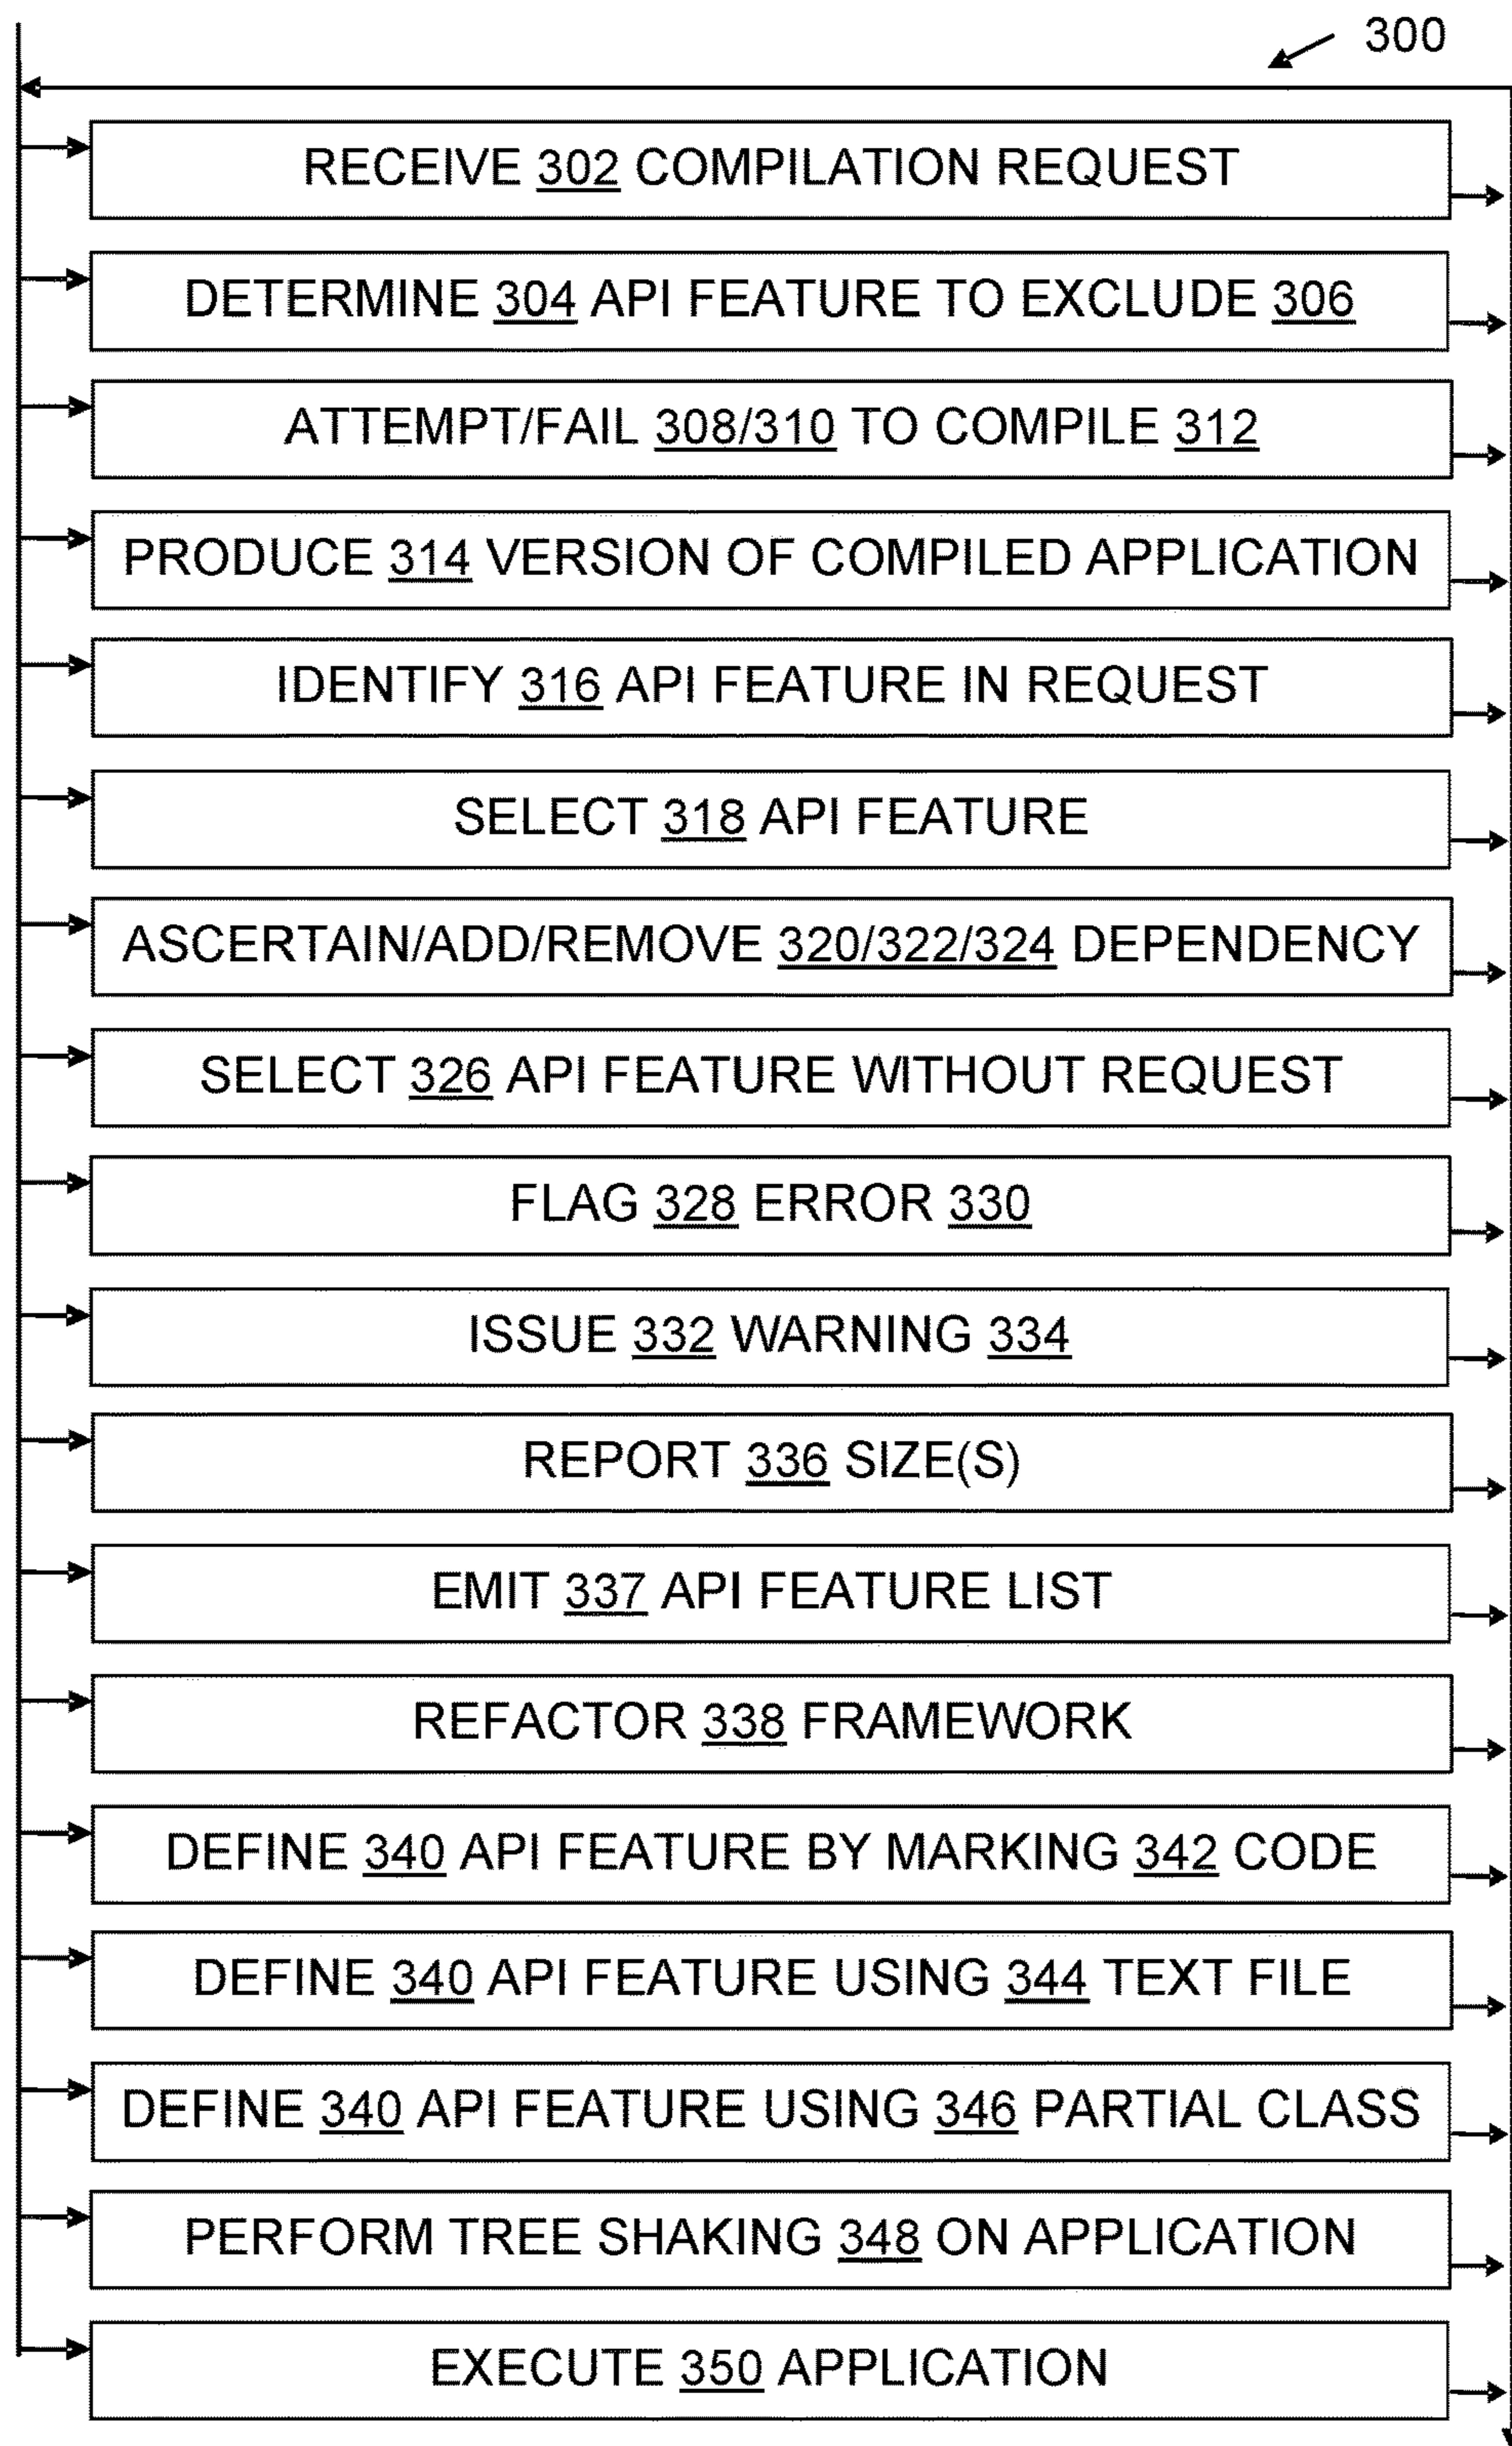 300
RECEIVE 302 COMPILATION REQUEST
DETERMINE 304 API FEATURE TO EXCLUDE 306
ATTEMPT/FAIL 308/310 TO COMPILE 312
PRODUCE 314 VERSION OF COMPILED APPLICATION
IDENTIFY 316 API FEATURE IN REQUEST
SELECT 318 API FEATURE
ASCERTAIN/ADD/REMOVE 320/322/324 DEPENDENCY
SELECT 326 API FEATURE WITHOUT REQUEST
FLAG 328 ERROR 330
ISSUE 332 WARNING 334
REPORT 336 SIZE(S)
EMIT 337 API FEATURE LIST
REFACTOR 338 FRAMEWORK
DEFINE 340 API FEATURE BY MARKING 342 CODE
DEFINE 340 API FEATURE USING 344 TEXT FILE
DEFINE 340 API FEATURE USING 346 PARTIAL CLASS
PERFORM TREE SHAKING 348 ON APPLICATION
EXECUTE 350 APPLICATION